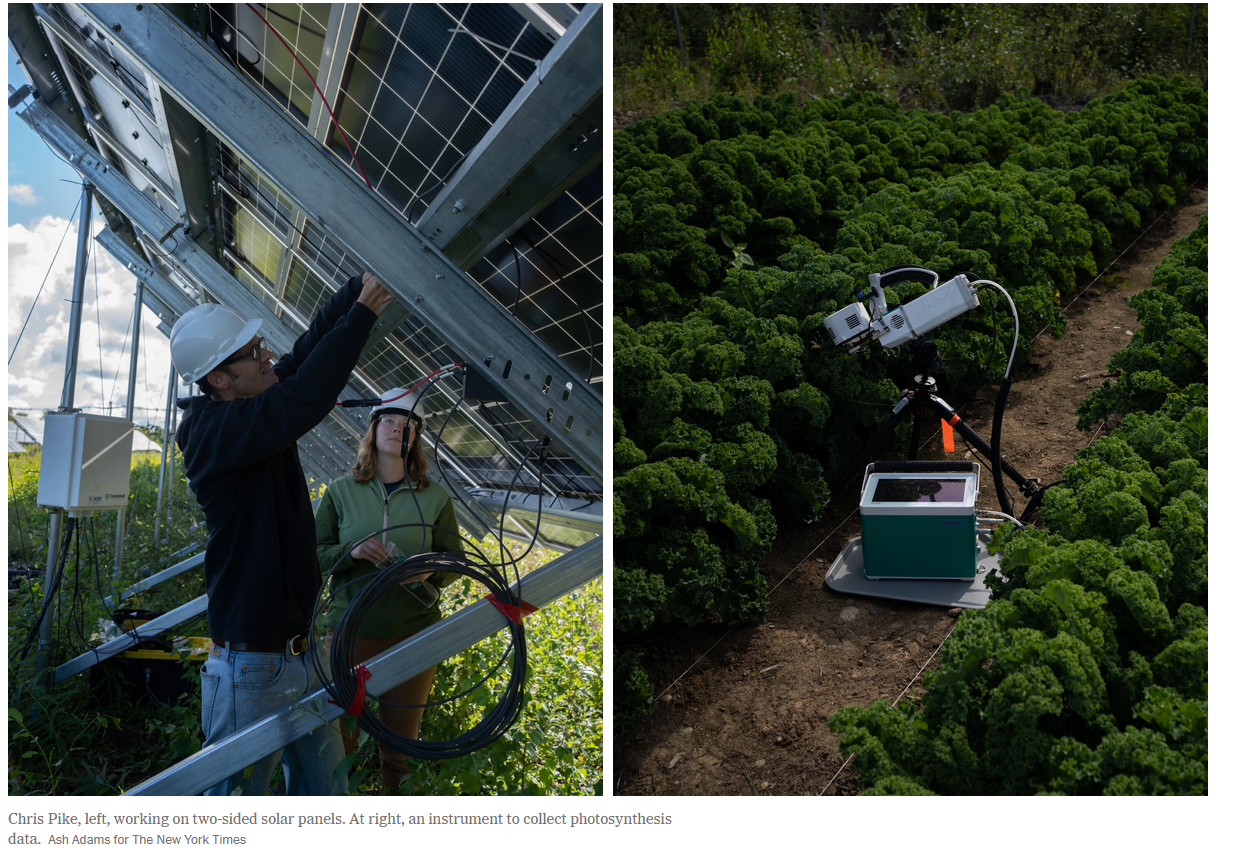 Chris Pike, left, working on two-sided solar panels. At right, an instrument to collect photosynthesis
data. Ash Adams for The New York Times